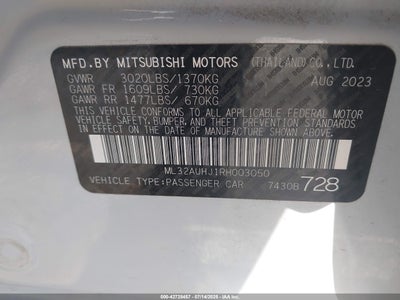 MFD.BY MITSUBISHI MOTORS (THAILAND)CO.,LTD.
GVWR 3020LBS/1370KG AUG 2023
GAWR FR 1609LBS/ 730KG
GAWR RR 1477LBS/ 670KG
THIS VEHICLE CONFORMS TO ALL APPLICABLE FEDERAL MOTOR
VEHICLE SAFETY,BUMPER,AND THEFT PREVENTION STANDARDS
IN EFFECT ON THE DATE OF MANUFACTURE SHOWN ABOVE.
ML32AUHJ1RH003050
VEHICLE TYPE:PASSENGER CAR 7430B 728